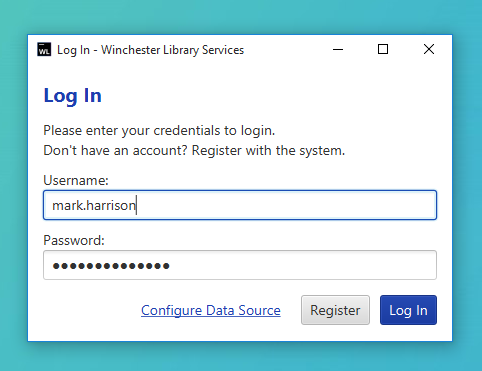 WL Log In - Winchester Library Services
Log In
Please enter your credentials to login.
Don't have an account? Register with the system.
Username:
mark.harrison
Password:
●●●●●●●●●●●●●●
Configure Data Source Register Log In